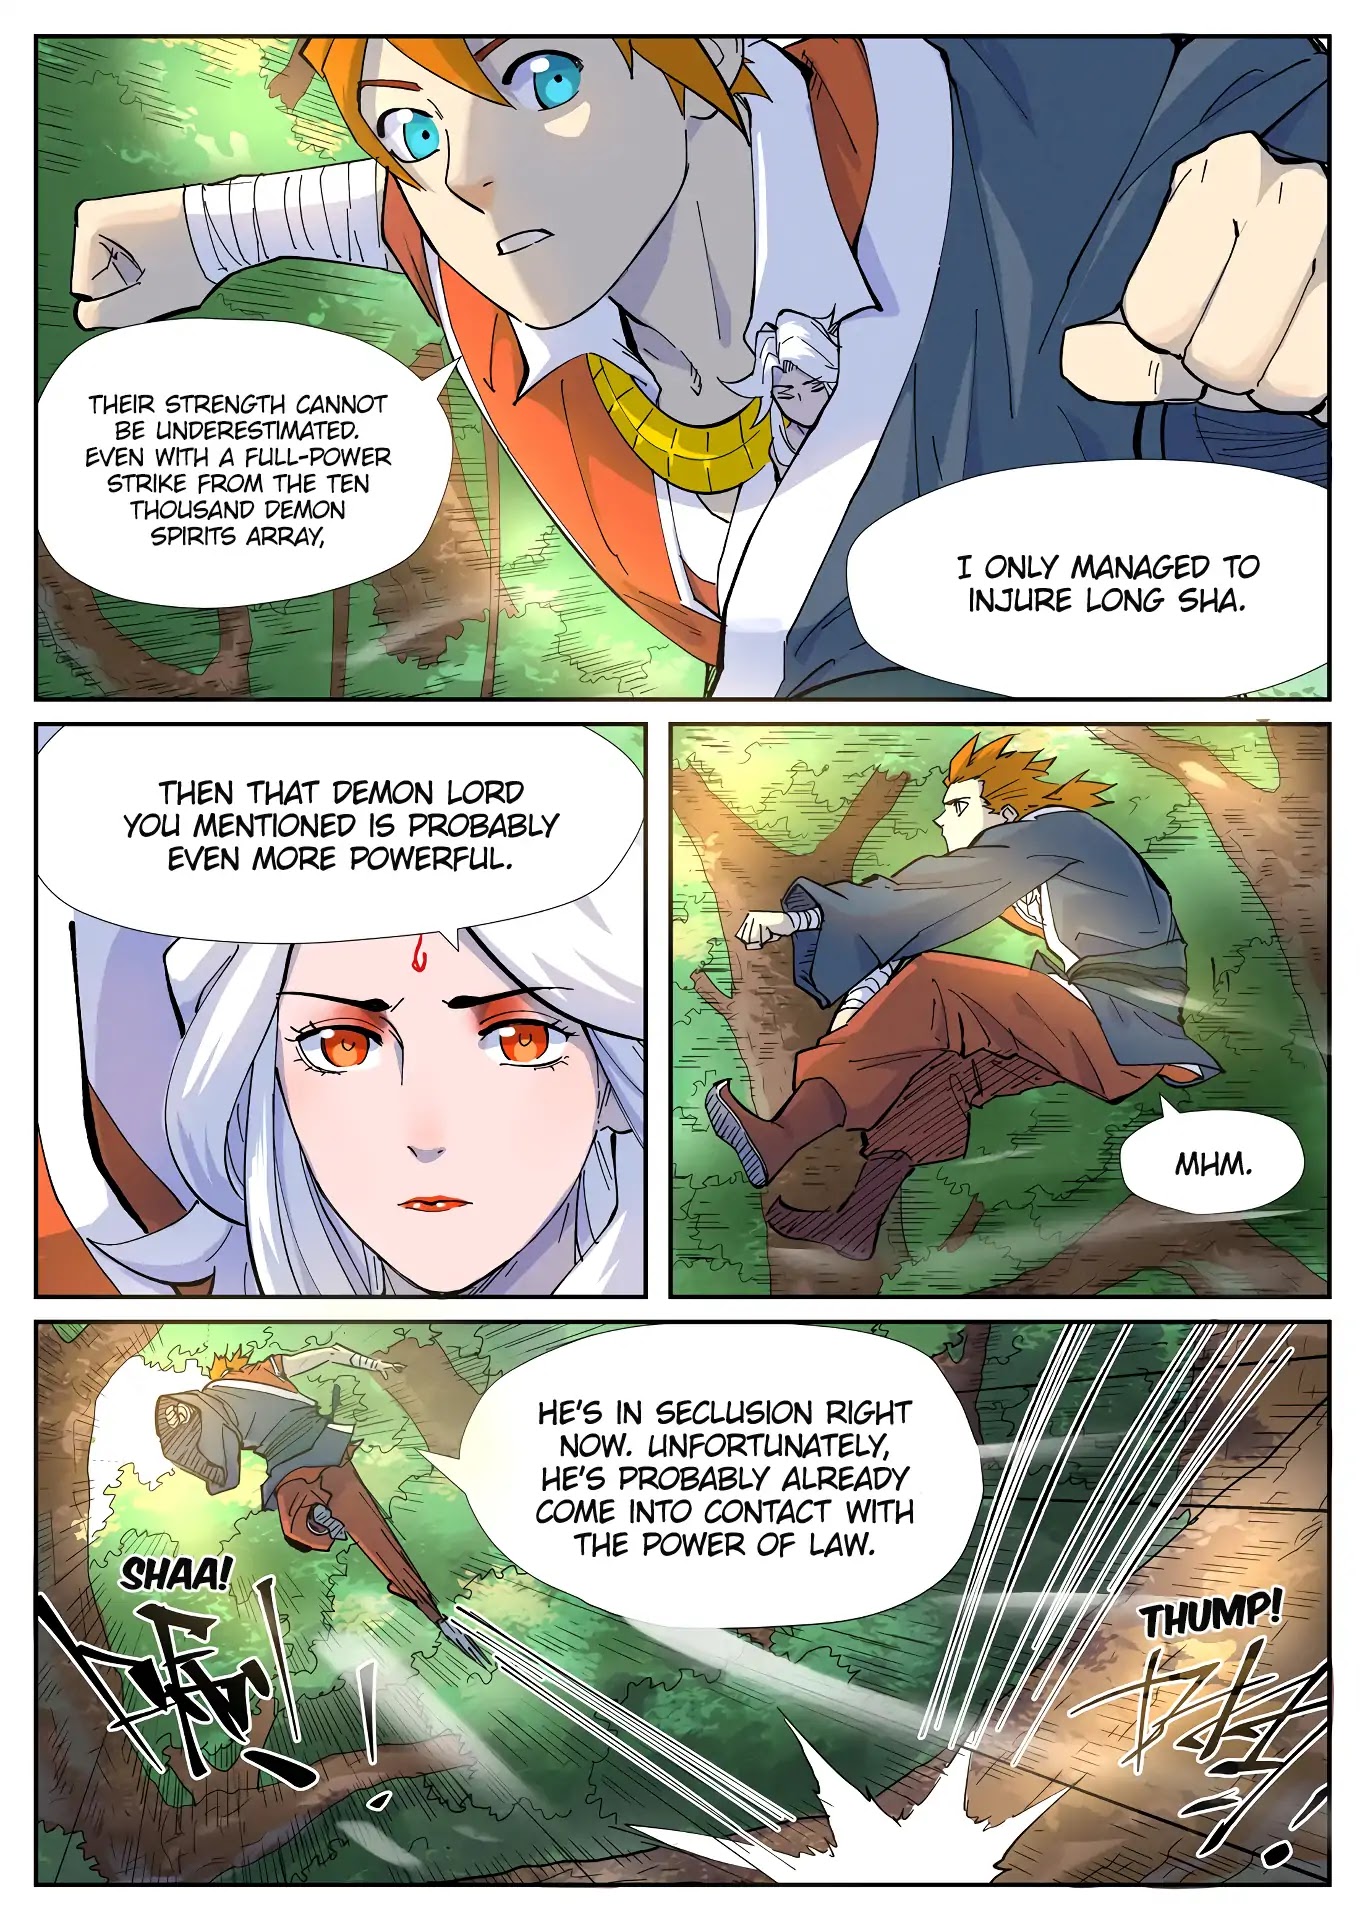 THEIR STRENGTH CANNOT
BE UNDERESTIMATED.
EVEN WITH A FULL-POWER
STRIKE FROM THE TEN
THOUSAND DEMON
SPIRITS ARRAY,
I ONLY MANAGED TO
INJURE LONG SHA.
THEN THAT DEMON LORD
YOU MENTIONED IS PROBABLY
EVEN MORE POWERFUL.
MHM.
HE'S IN SECLUSION RIGHT
NOW. UNFORTUNATELY,
HE'S PROBABLY ALREADY
COME INTO CONTACT WITH
THE POWER OF LAW.
SHAA!
THUMP!